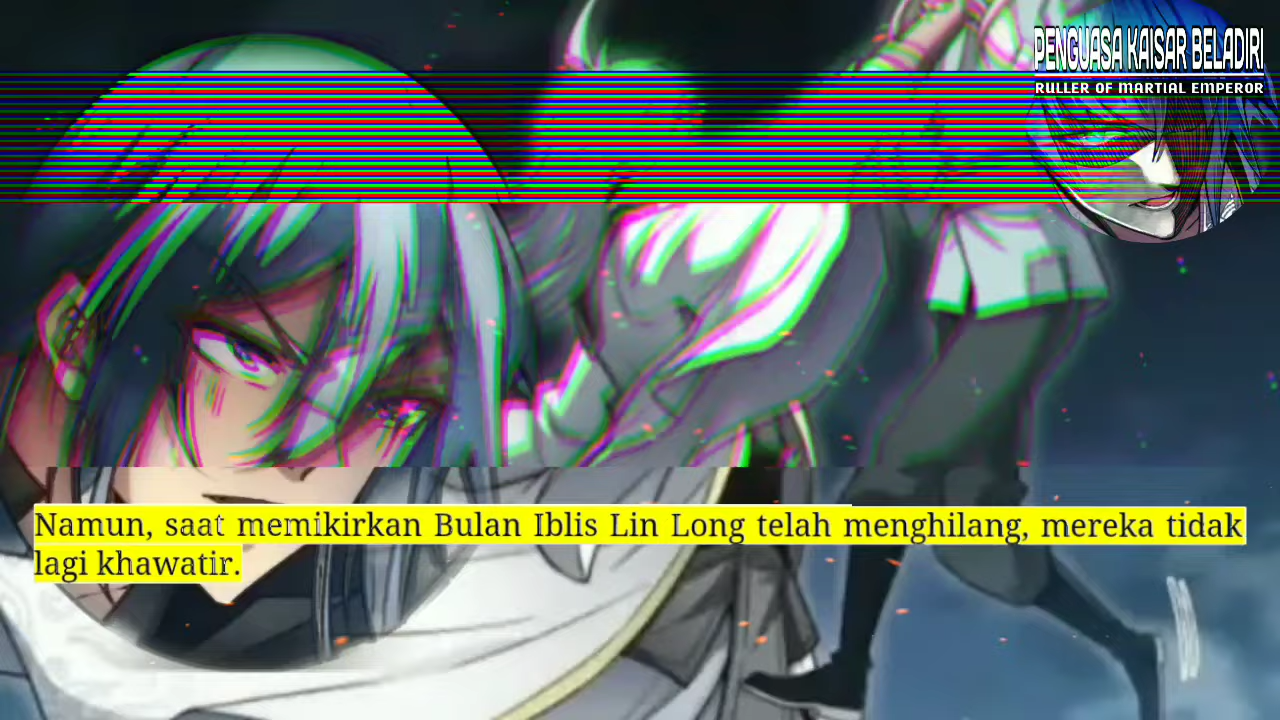 PENGUASA KAISAR BELADIRI
RULLER OF MARTIAL EMPEROR
Namun, saat memikirkan Bulan Iblis Lin Long telah menghilang, mereka tidak
lagi khawatir.